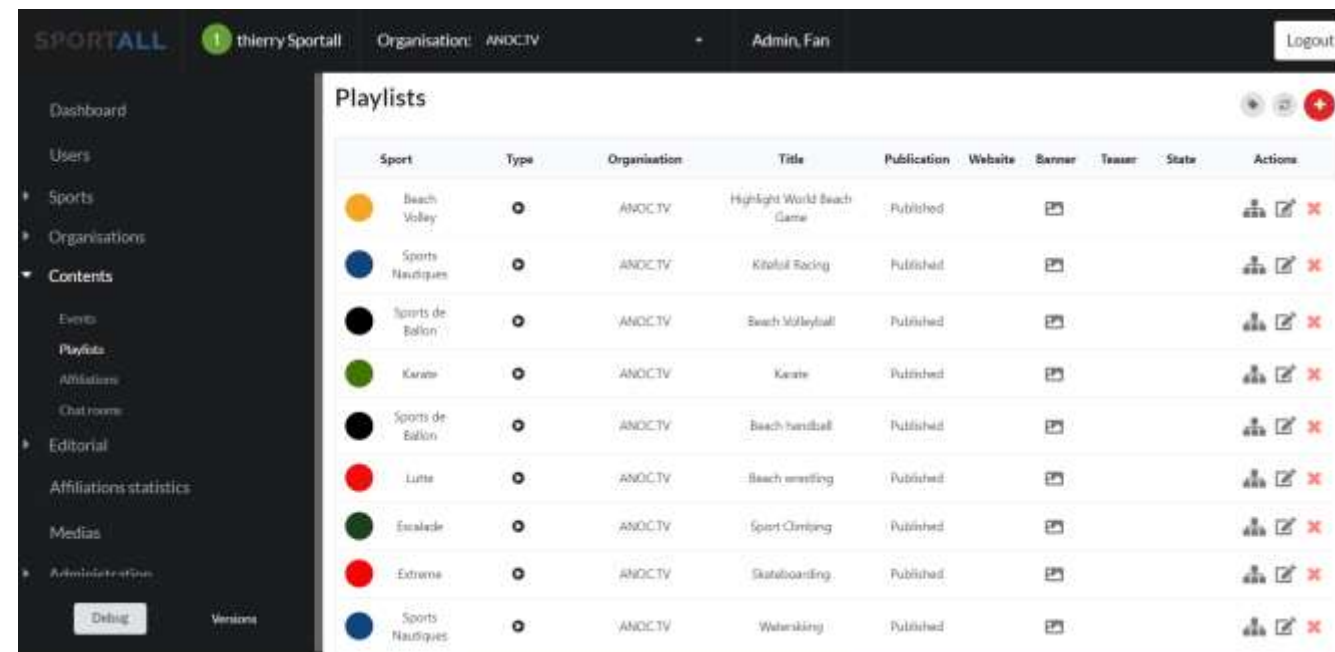 SPORTALL
1
thierry Sportall
Organisation: ANOC.TV
Admin, Fan
Logout
Dashboard
Users
Sports
Organisations
Contents
Events
Playlists
Affiliations
Chat rooms
Editorial
Affiliations statistics
Medias
Administration
Debug
Versions
Playlists
Sport Type Organisation Title Publication Website Banner Teaser State Actions
Beach
Volley
ANOC.TV
Highlight World Beach
Game
Published
Sports
Nautiques
ANOC.TV
Kitefoil Racing
Published
Sports de
Ballon
ANOC.TV
Beach Volleyball
Published
Karate
ANOC.TV
Karate
Published
Sports de
Ballon
ANOC.TV
Beach handball
Published
Lutte
ANOC.TV
Beach wrestling
Published
Escalade
ANOC.TV
Sport Climbing
Published
Extreme
ANOC.TV
Skateboarding
Published
Sports
Nautiques
ANOC.TV
Waterskiing
Published